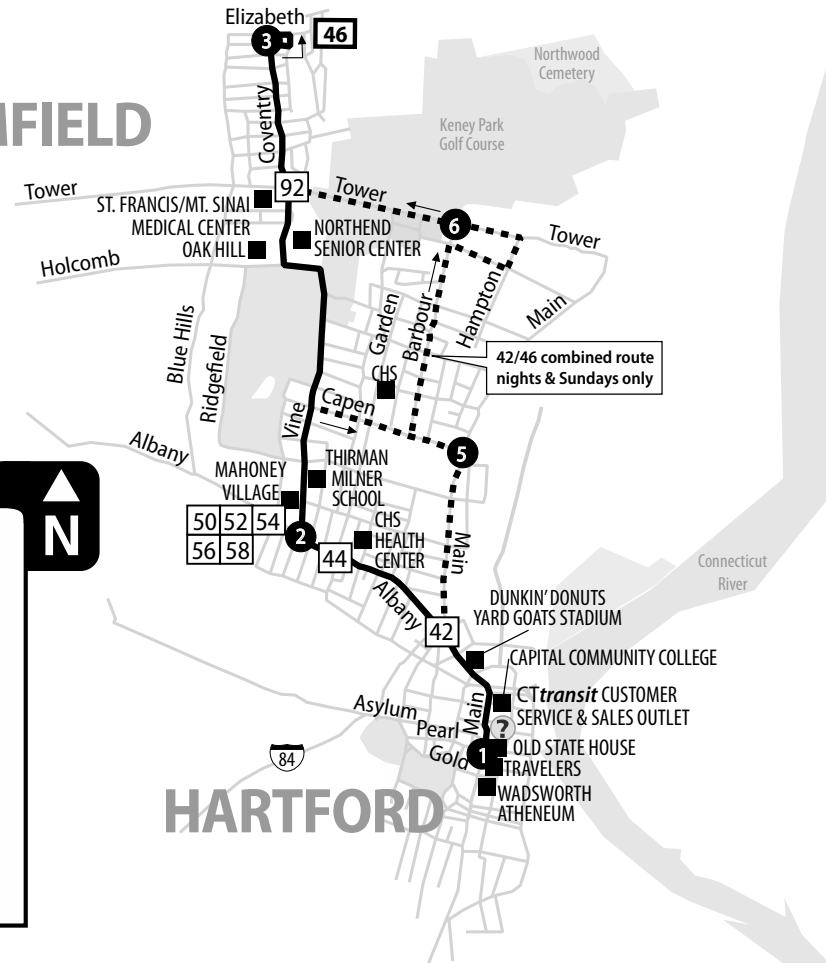 Elizabeth
3
46
Northwood
Cemetery
MFIELD
Keney Park
Golf Course
Coventry
Tower
92
Tower
ST. FRANCIS/MT. SINAI
MEDICAL CENTER
OAK HILL
NORTHEND
SENIOR CENTER
6
Tower
Holcomb
Hampton
Main
Garden
Barbour
Blue Hills
Ridgefield
42/46 combined route
nights & Sundays only
CHS
Capen
Vine
Albany
5
N
MAHONEY
VILLAGE
THIRMAN
MILNER
SCHOOL
50 52 54
56 58
2
CHS
HEALTH
CENTER
44
Main
Connecticut
River
Albany
DUNKIN' DONUTS
YARD GOATS STADIUM
42
CAPITAL COMMUNITY COLLEGE
CTtransit CUSTOMER
SERVICE & SALES OUTLET
Asylum
Main
Pearl
?
Gold
1
OLD STATE HOUSE
84
TRAVELERS
HARTFORD
WADSWORTH
ATHENEUM